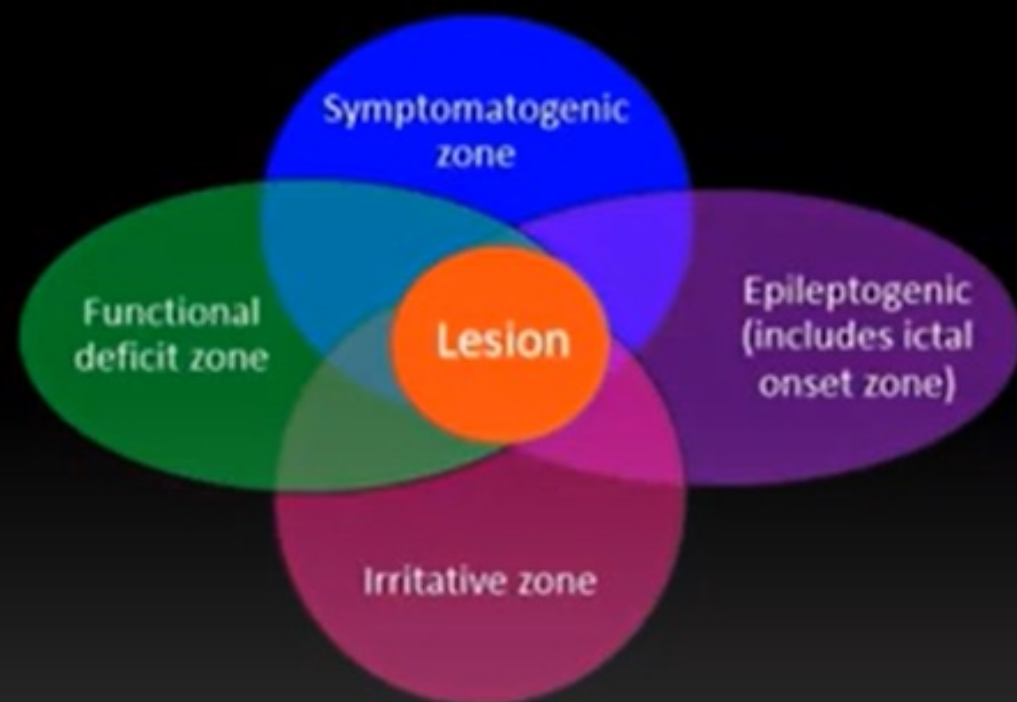 Symptomatogenic
zone
Functional
deficit zone
Lesion
Epileptogenic
(includes ictal
onset zone)
Irritative zone